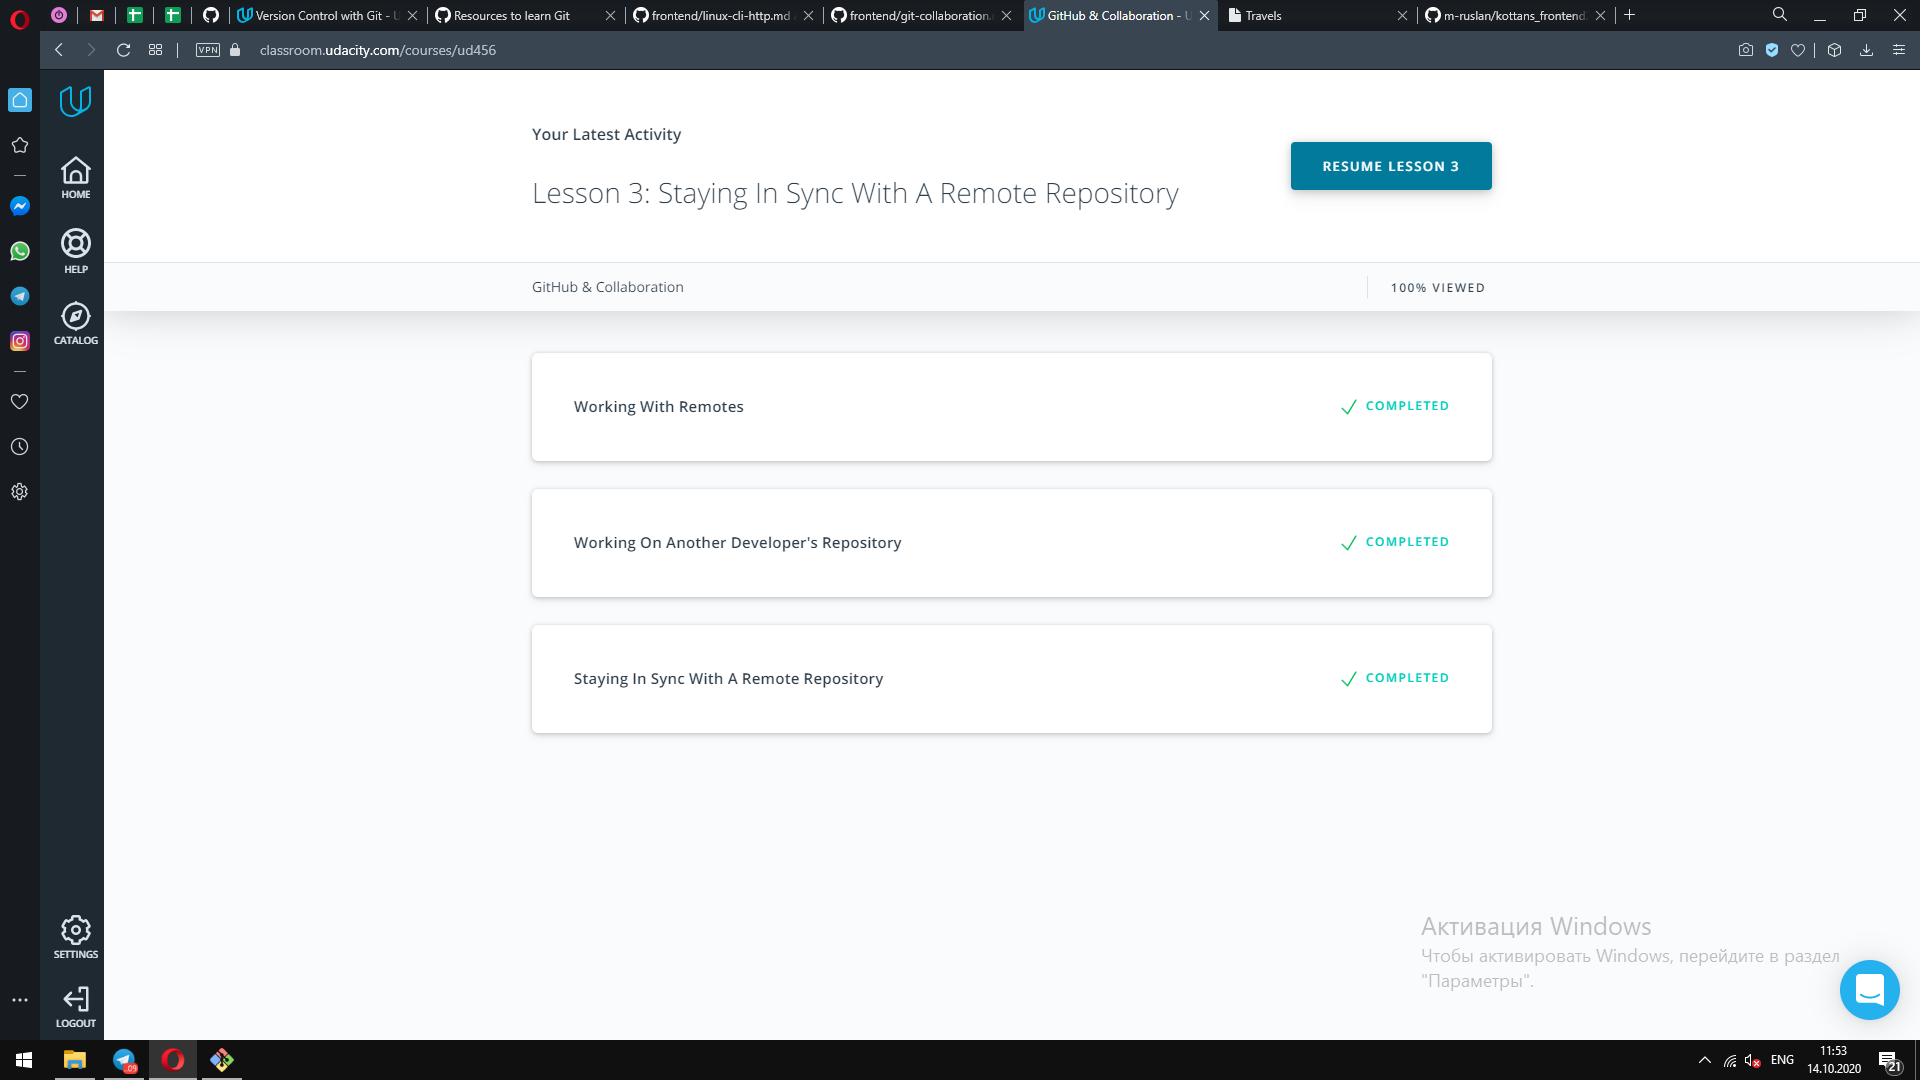 Version Control with Git - U
Resources to learn Git
frontend/linux-cli-http.md
frontend/git-collaboration.
GitHub & Collaboration - U
Travels
m-ruslan/kottans_frontend
VPN
classroom.udacity.com/courses/ud456
HOME
HELP
CATALOG
SETTINGS
LOGOUT
Your Latest Activity
Lesson 3: Staying In Sync With A Remote Repository
RESUME LESSON 3
GitHub & Collaboration
100% VIEWED
Working With Remotes
COMPLETED
Working On Another Developer's Repository
COMPLETED
Staying In Sync With A Remote Repository
COMPLETED
Активация Windows
Чтобы активировать Windows, перейдите в раздел
"Параметры".
.09
ENG
11:53
14.10.2020
21